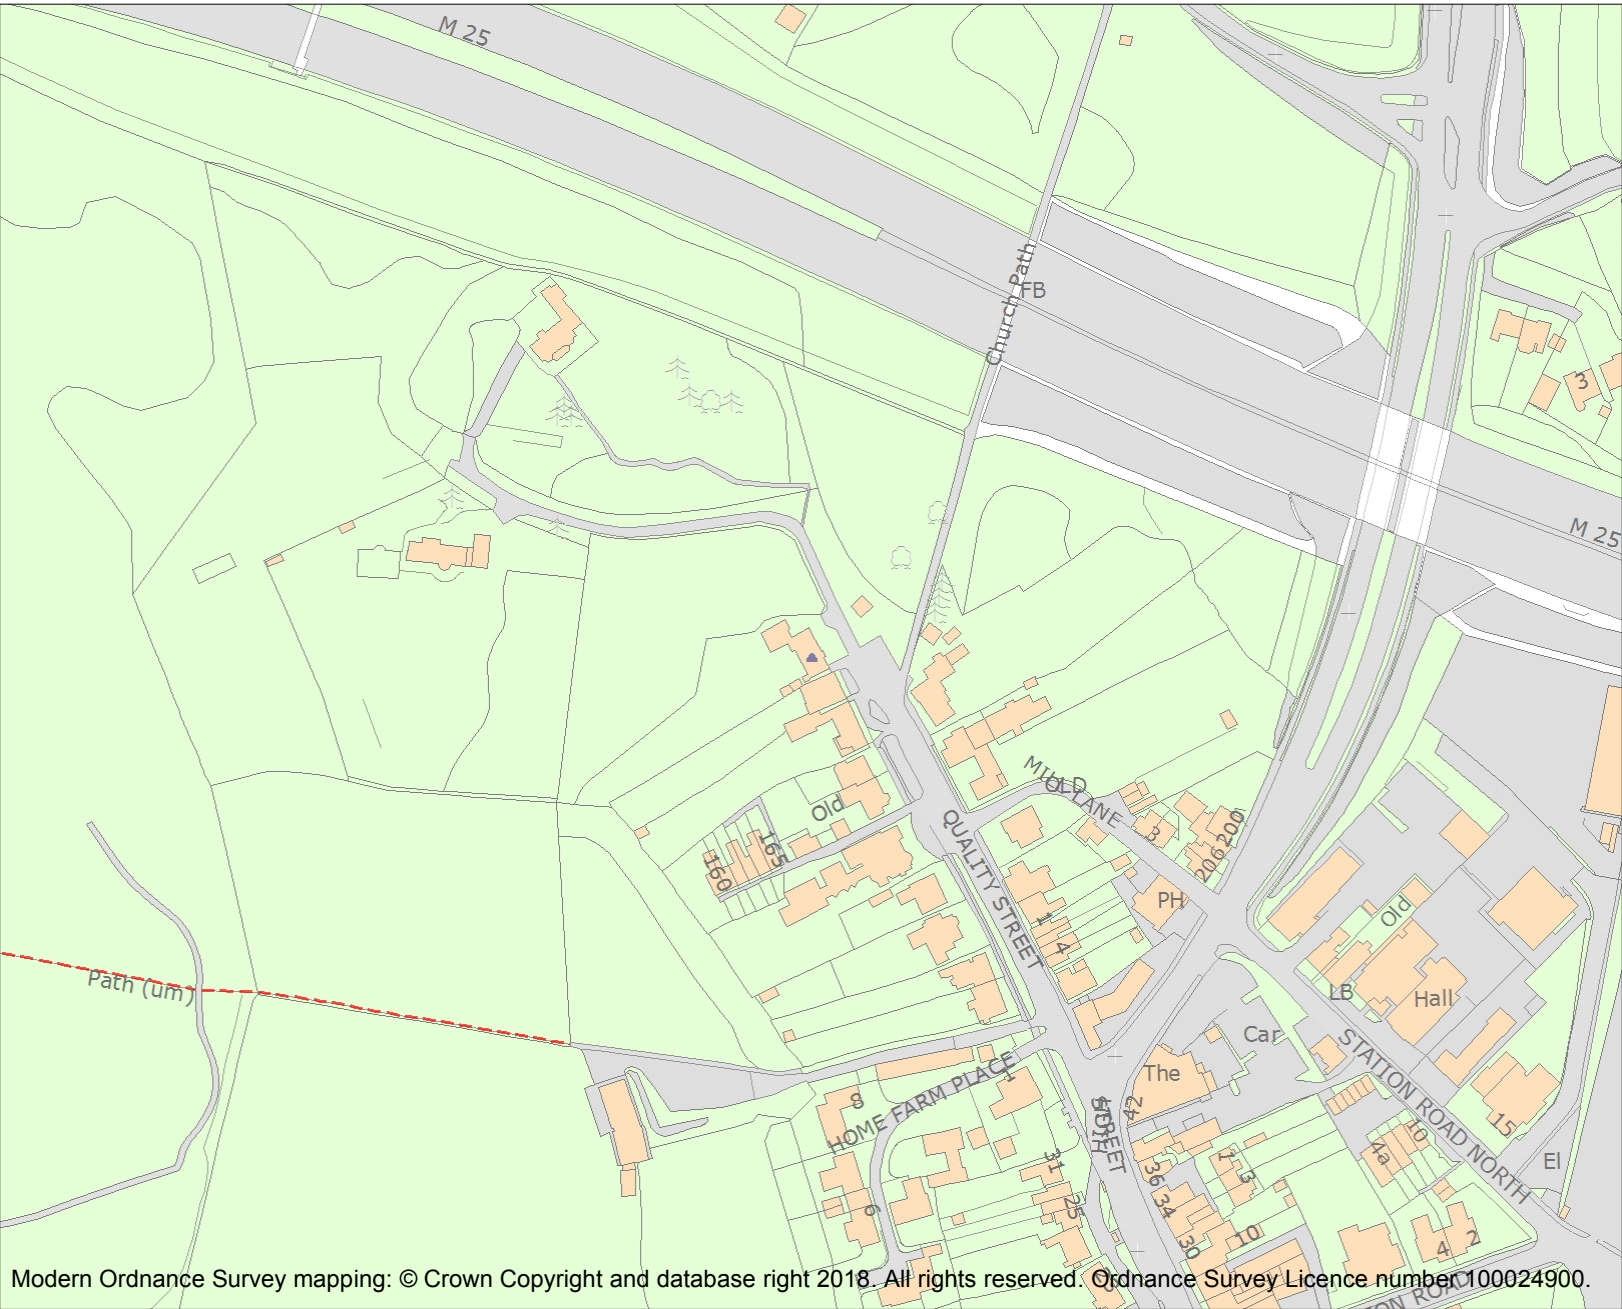 M 25
Church Path
FB
3
M 25
MILL LANE
OLD
Old
QUALITY STREET
165
160
3
200
206
PH
1
4
Old
LB
Hall
Path (um)
Car
STATION ROAD NORTH
The
1
8
HOME FARM PLACE
42
HIGH STREET
15
10
4a
El
31
36
1
3
25
34
6
30
10
4
2
Modern Ordnance Survey mapping: © Crown Copyright and database right 2018. All rights reserved. Ordnance Survey Licence number 100024900.